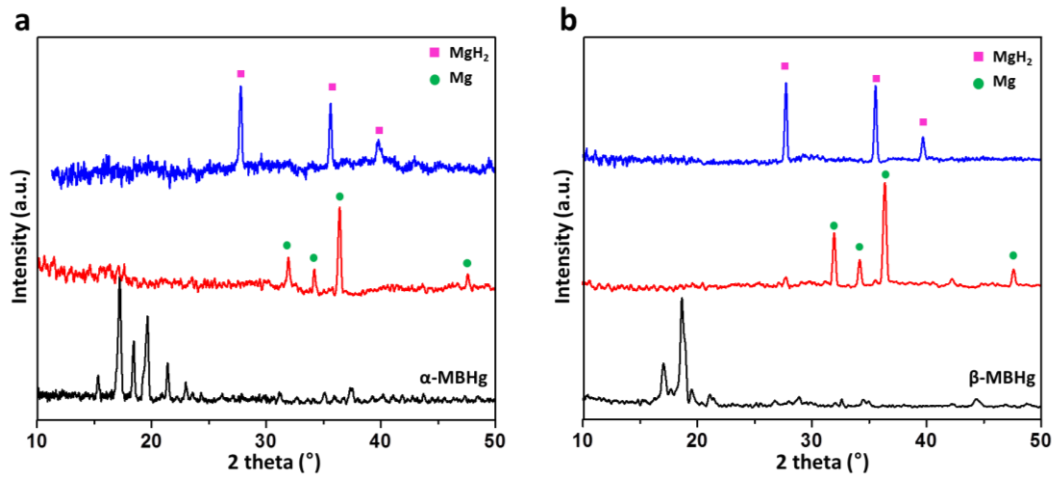 a
MgH₂
Mg
α-MBHg
Intensity (a.u.)
10 20 30 40 50
2 theta (°)
b
MgH₂
Mg
β-MBHg
Intensity (a.u.)
10 20 30 40 50
2 theta (°)